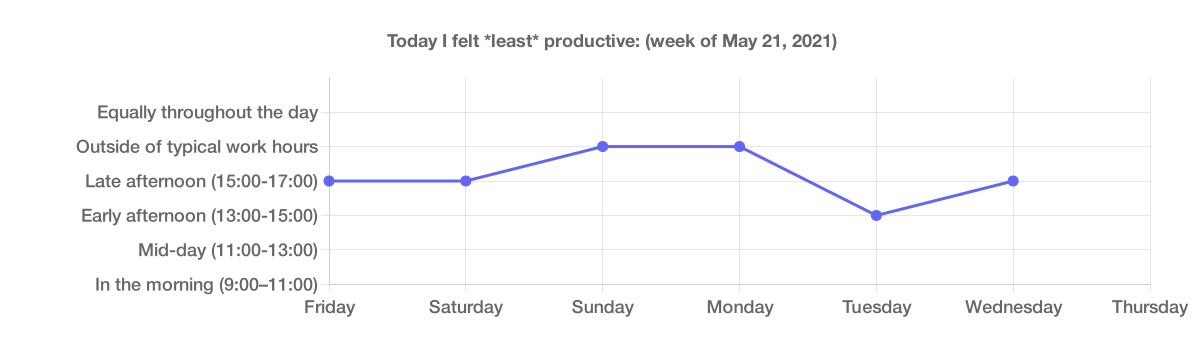 Today I felt *least* productive: (week of May 21, 2021)
Equally throughout the day
Outside of typical work hours
Late afternoon (15:00-17:00)
Early afternoon (13:00-15:00)
Mid-day (11:00-13:00)
In the morning (9:00–11:00)
Friday Saturday Sunday Monday Tuesday Wednesday Thursday